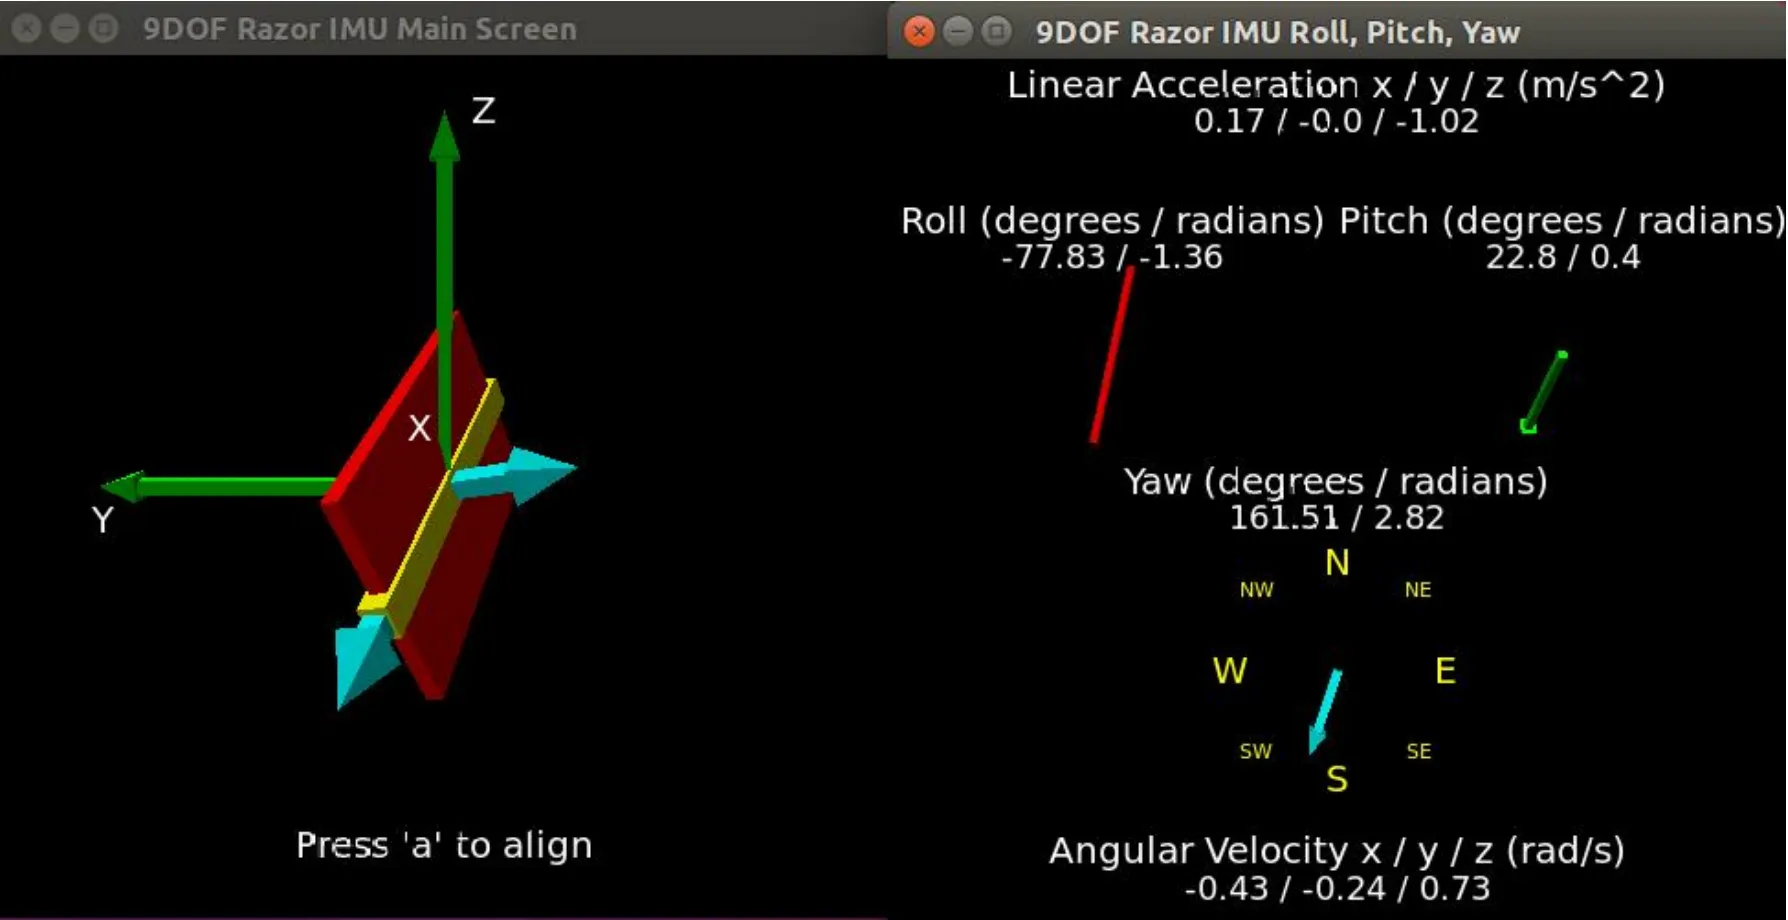 9DOF Razor IMU Main Screen
Z
X
Y
Press 'a' to align
9DOF Razor IMU Roll, Pitch, Yaw
Linear Acceleration x / y / z (m/s^2)
0.17 / -0.0 / -1.02
Roll (degrees / radians) Pitch (degrees / radians)
-77.83 / -1.36 22.8 / 0.4
Yaw (degrees / radians)
161.51 / 2.82
N
NW NE
W E
SW SE
S
Angular Velocity x / y / z (rad/s)
-0.43 / -0.24 / 0.73